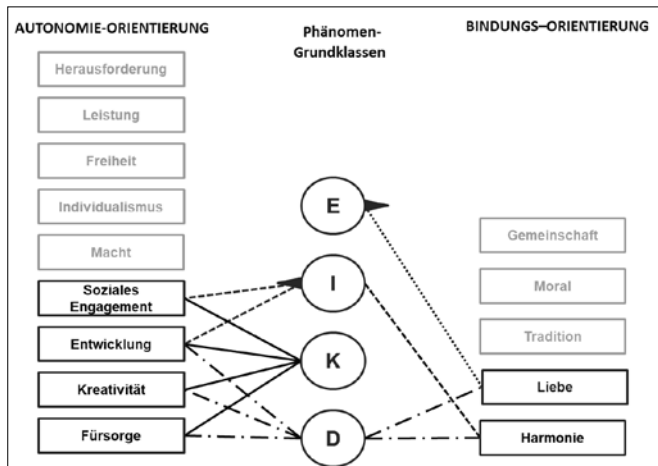 AUTONOMIE-ORIENTIERUNG
Herausforderung
Leistung
Freiheit
Individualismus
Macht
Soziales
Engagement
Entwicklung
Kreativität
Fürsorge
Phänomen-
Grundklassen
E
I
K
D
BINDUNGS–ORIENTIERUNG
Gemeinschaft
Moral
Tradition
Liebe
Harmonie